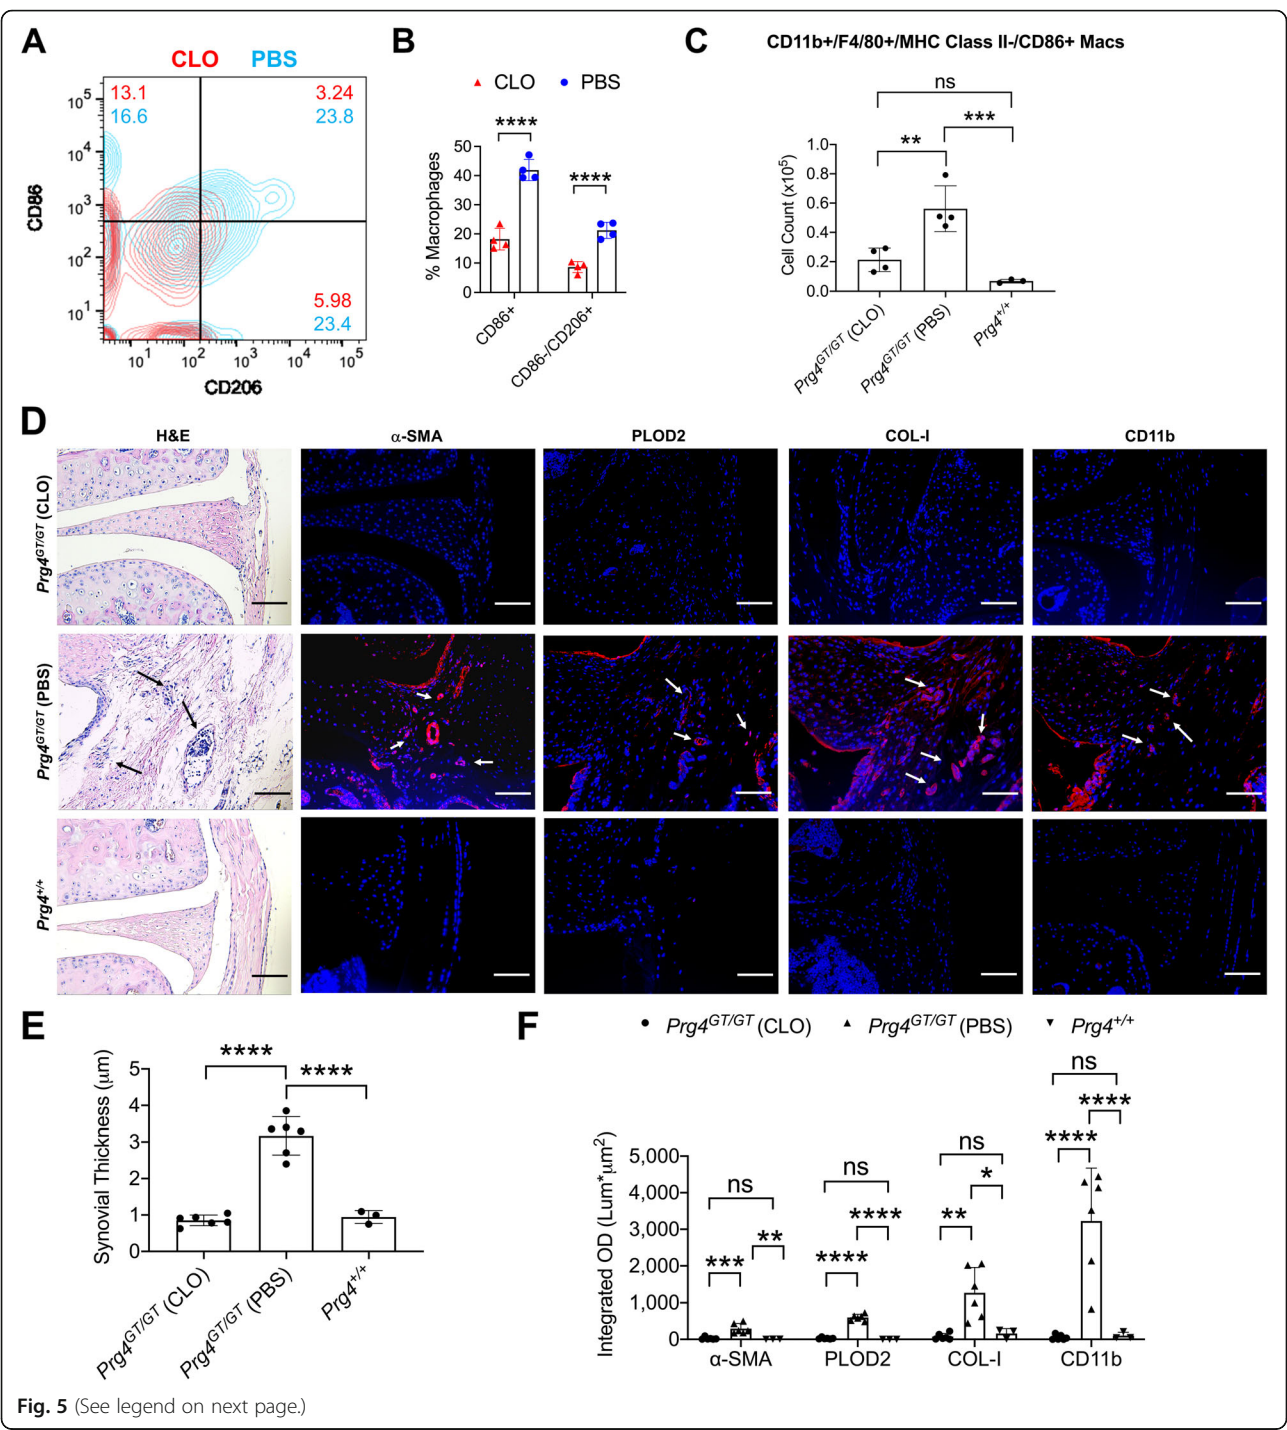 A
CLO PBS
13.1 3.24
16.6 23.8
5.98
23.4
10^5
10^4
10^3
10^2
10^1
CD86
10^1 10^2 10^3 10^4 10^5
CD206
B
CLO PBS
****
****
% Macrophages
50
40
30
20
10
0
CD86+
CD86-/CD206+
C
CD11b+/F4/80+/MHC Class II-/CD86+ Macs
ns
***
**
Cell Count (x10^5)
1.0
0.8
0.6
0.4
0.2
0.0
Prg4^GT/GT (CLO)
Prg4^GT/GT (PBS)
Prg4^+/+
D
H&E α-SMA PLOD2 COL-I CD11b
Prg4^GT/GT (CLO)
Prg4^GT/GT (PBS)
Prg4^+/+
E
****
****
Synovial Thickness (μm)
5
4
3
2
1
0
Prg4^GT/GT (CLO)
Prg4^GT/GT (PBS)
Prg4^+/+
F
Prg4^GT/GT (CLO) Prg4^GT/GT (PBS) Prg4^+/+
Integrated OD (Lum*μm^2)
5,000
4,000
3,000
2,000
1,000
0
ns
**
***
ns
****
****
ns
*
**
ns
****
****
α-SMA PLOD2 COL-I CD11b
Fig. 5 (See legend on next page.)